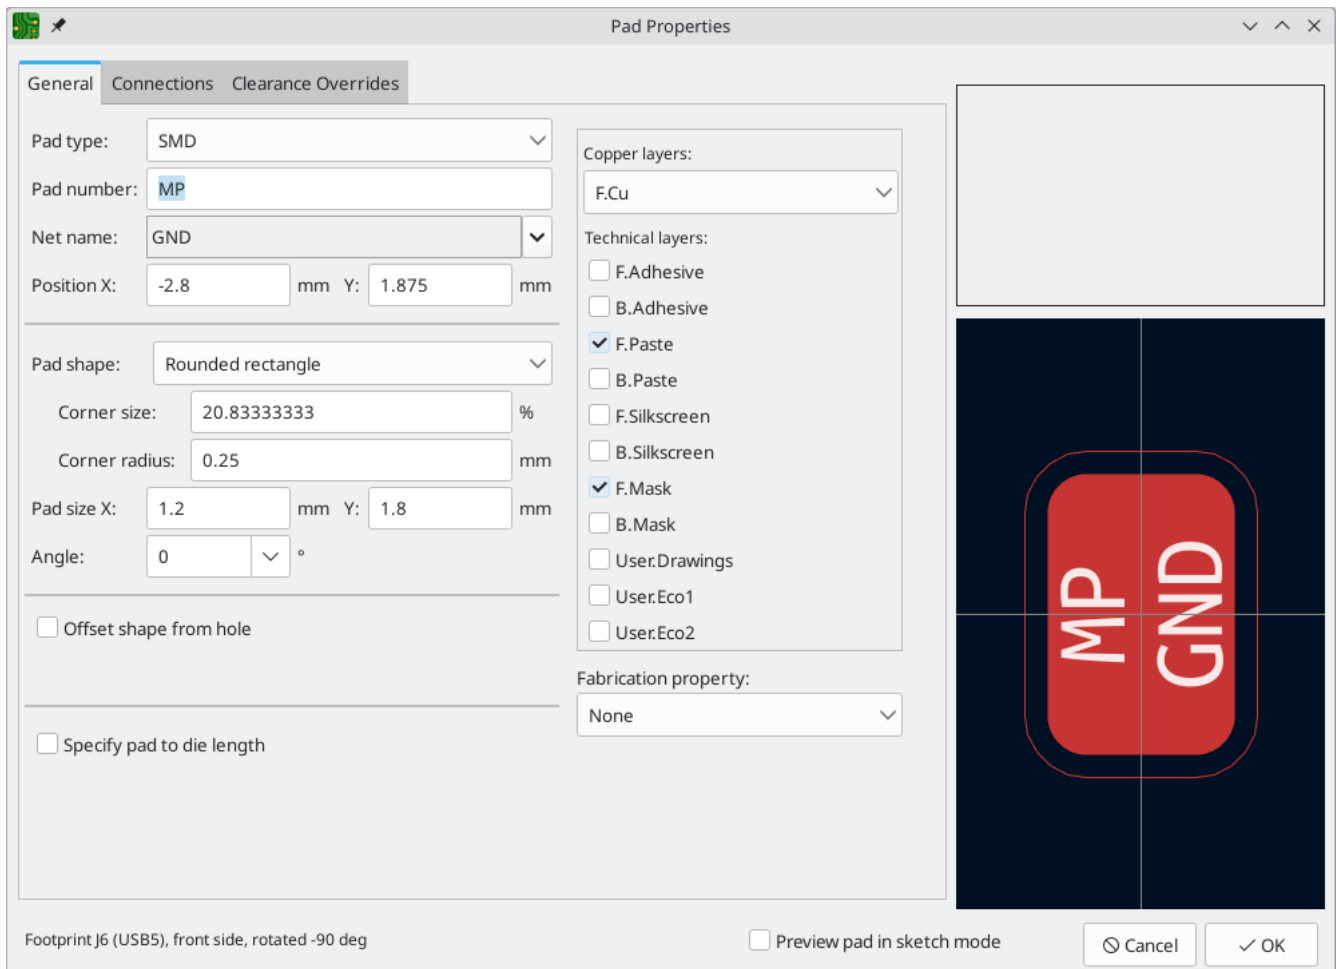 Pad Properties
General Connections Clearance Overrides
Pad type: SMD
Pad number: MP
Net name: GND
Position X: -2.8 mm Y: 1.875 mm
Pad shape: Rounded rectangle
Corner size: 20.83333333 %
Corner radius: 0.25 mm
Pad size X: 1.2 mm Y: 1.8 mm
Angle: 0 °
Offset shape from hole
Specify pad to die length
Copper layers:
F.Cu
Technical layers:
F.Adhesive
B.Adhesive
F.Paste
B.Paste
F.Silkscreen
B.Silkscreen
F.Mask
B.Mask
User.Drawings
User.Eco1
User.Eco2
Fabrication property:
None
MP
GND
Footprint J6 (USB5), front side, rotated -90 deg
Preview pad in sketch mode
Cancel
OK